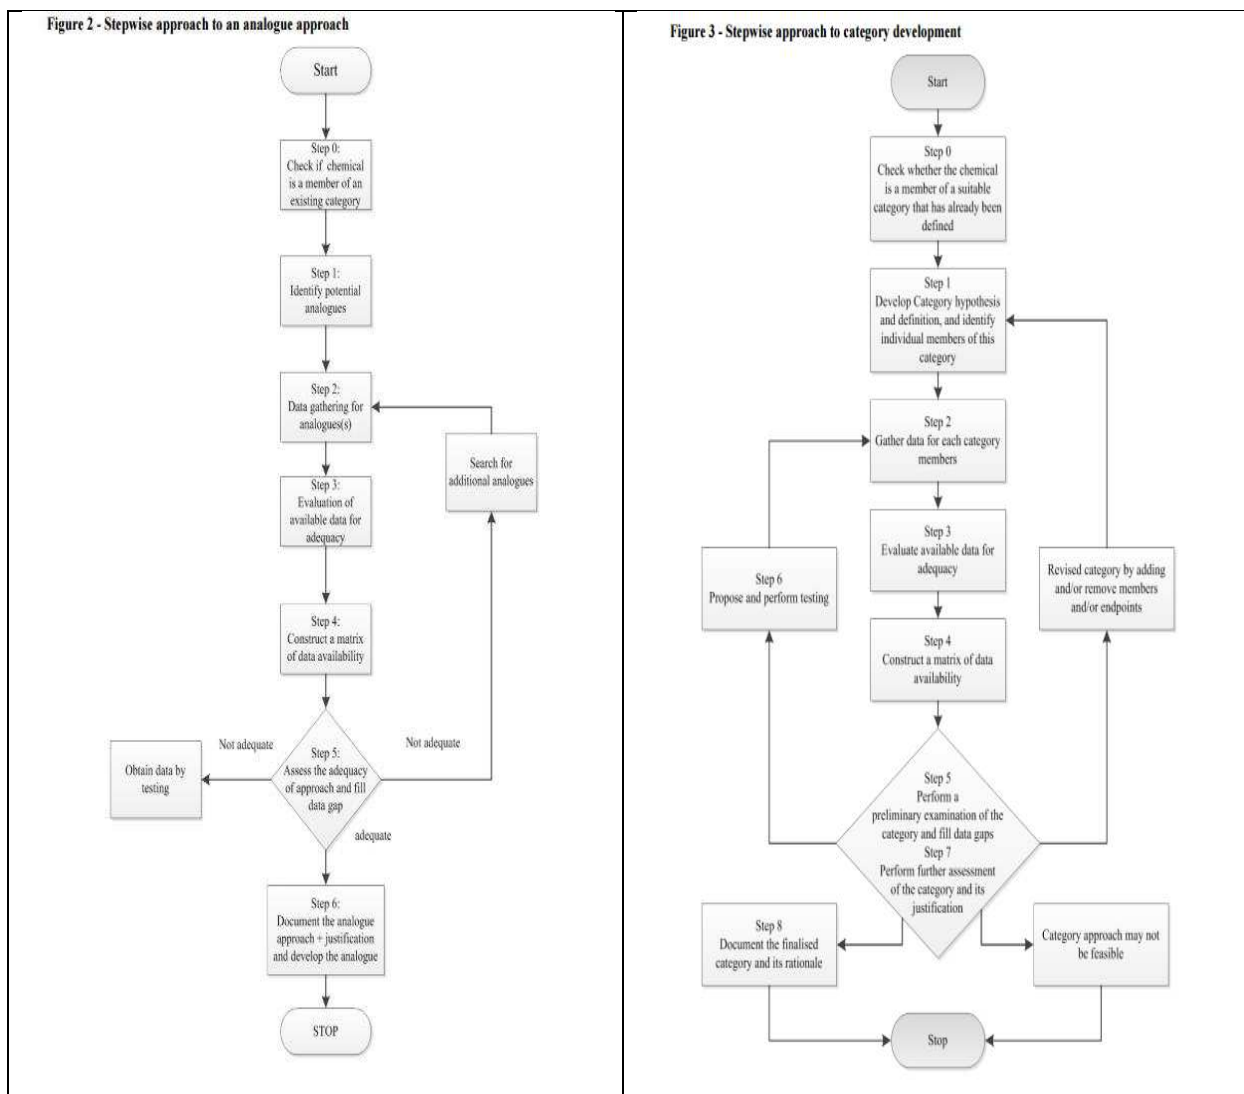 Figure 2 - Stepwise approach to an analogue approach
Start
Step 0:
Check if chemical
is a member of an
existing category
Step 1:
Identify potential
analogues
Step 2:
Data gathering for
analogues(s)
Search for
additional analogues
Step 3:
Evaluation of
available data for
adequacy
Step 4:
Construct a matrix
of data availability
Not adequate
Not adequate
Obtain data by
testing
Step 5:
Assess the adequacy
of approach and fill
data gap
adequate
Step 6:
Document the analogue
approach + justification
and develop the analogue
STOP
Figure 3 - Stepwise approach to category development
Start
Step 0
Check whether the chemical
is a member of a suitable
category that has already been
defined
Step 1
Develop Category hypothesis
and definition, and identify
individual members of this
category
Step 2
Gather data for each category
members
Step 3
Evaluate available data for
adequacy
Step 6
Propose and perform testing
Revised category by adding
and/or remove members
and/or endpoints
Step 4
Construct a matrix of data
availability
Step 5
Perform a
preliminary examination of the
category and fill data gaps
Step 7
Perform further assessment
of the category and its
justification
Step 8
Document the finalised
category and its rationale
Category approach may not
be feasible
Stop